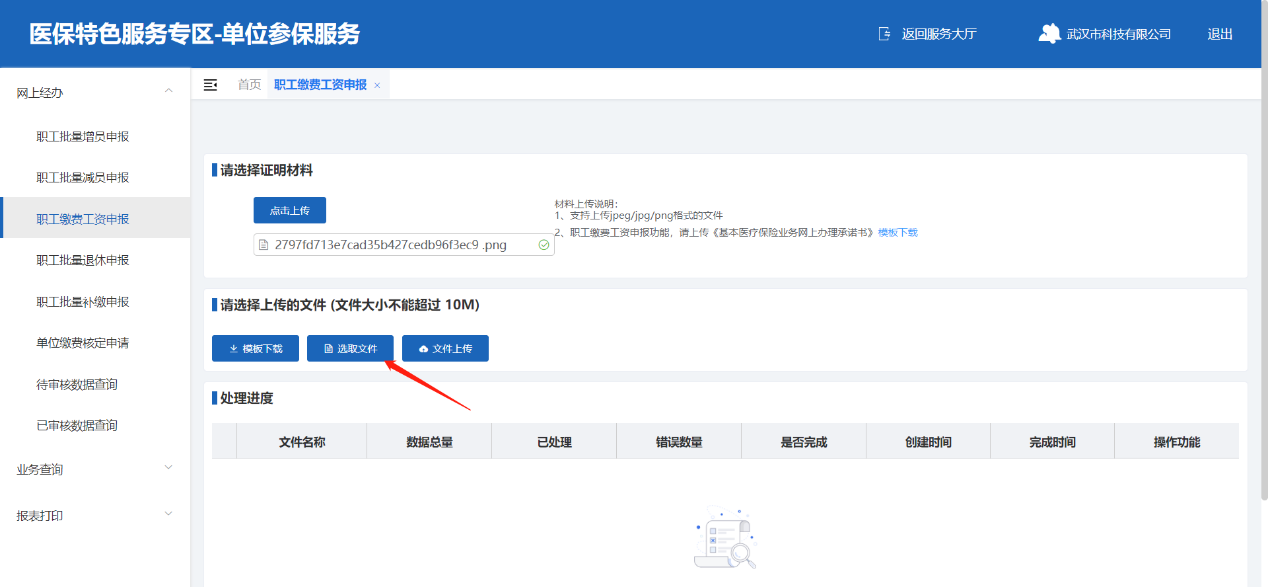 医保特色服务专区-单位参保服务
返回服务大厅
武汉市科技有限公司
退出
网上经办
职工批量增员申报
职工批量减员申报
职工缴费工资申报
职工批量退休申报
职工批量补缴申报
单位缴费核定申请
待审核数据查询
已审核数据查询
业务查询
报表打印
首页
职工缴费工资申报 ×
请选择证明材料
点击上传
2797fd713e7cad35b427cedb96f3ec9 .png
材料上传说明：
1、支持上传jpeg/jpg/png格式的文件
2、职工缴费工资申报功能，请上传《基本医疗保险业务网上办理承诺书》 模板下载
请选择上传的文件 (文件大小不能超过 10M)
模板下载
选取文件
文件上传
处理进度
文件名称 数据总量 已处理 错误数量 是否完成 创建时间 完成时间 操作功能